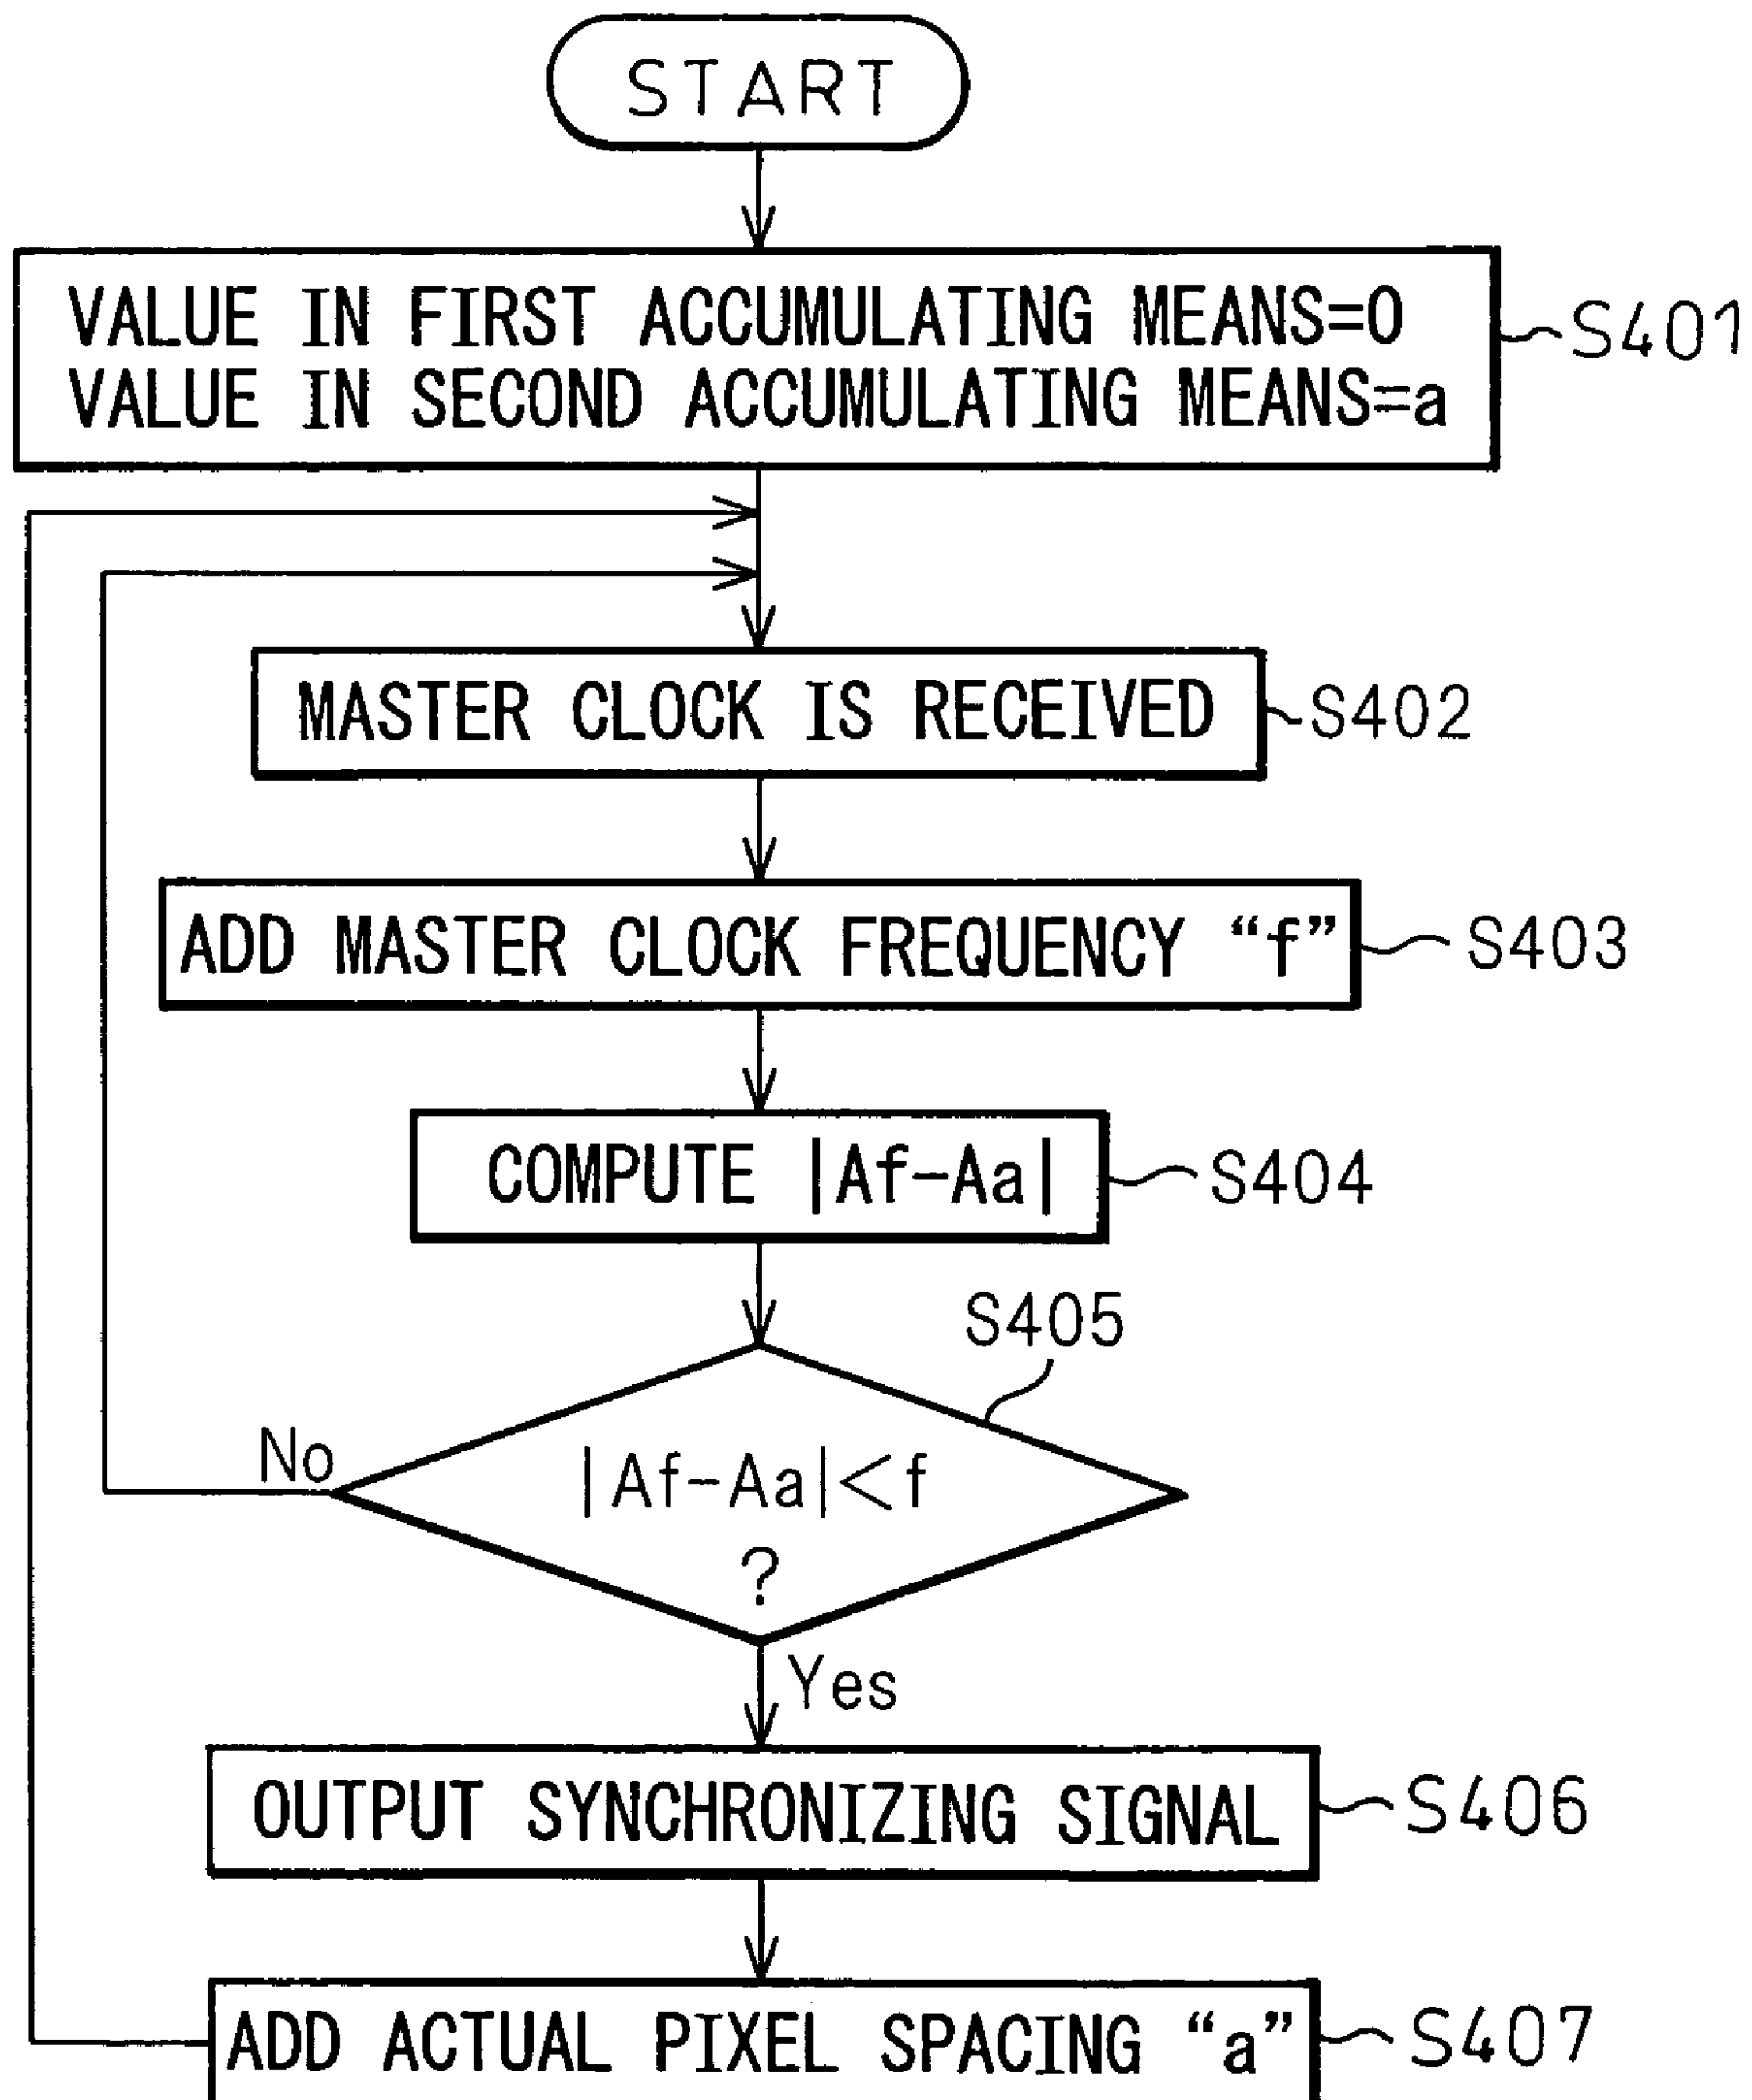 START
VALUE IN FIRST ACCUMULATING MEANS=0
VALUE IN SECOND ACCUMULATING MEANS=a
S401
MASTER CLOCK IS RECEIVED
S402
ADD MASTER CLOCK FREQUENCY “f”
S403
COMPUTE |Af-Aa|
S404
S405
No
|Af-Aa|<f
?
Yes
OUTPUT SYNCHRONIZING SIGNAL
S406
ADD ACTUAL PIXEL SPACING “a”
S407